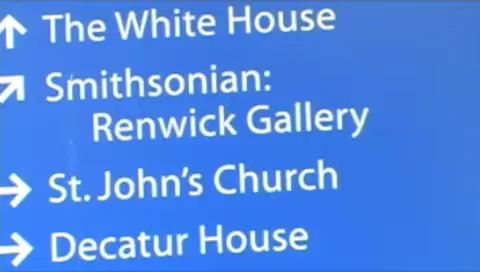 ↑ The White House
↗ Smithsonian:
Renwick Gallery
→ St. John's Church
→ Decatur House